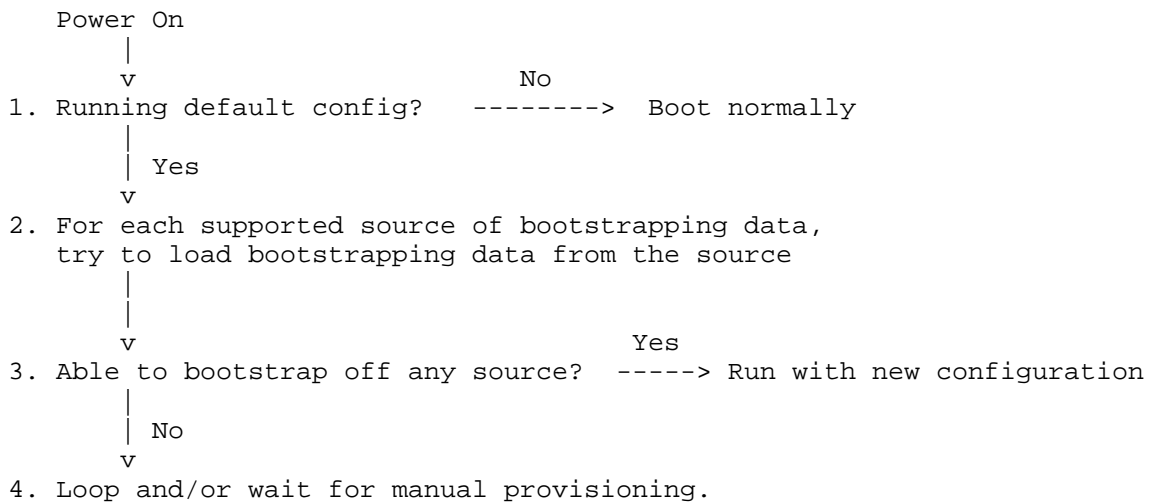 Power On
No
1. Running default config? --------> Boot normally
Yes
2. For each supported source of bootstrapping data,
try to load bootstrapping data from the source
Yes
3. Able to bootstrap off any source? -----> Run with new configuration
No
4. Loop and/or wait for manual provisioning.